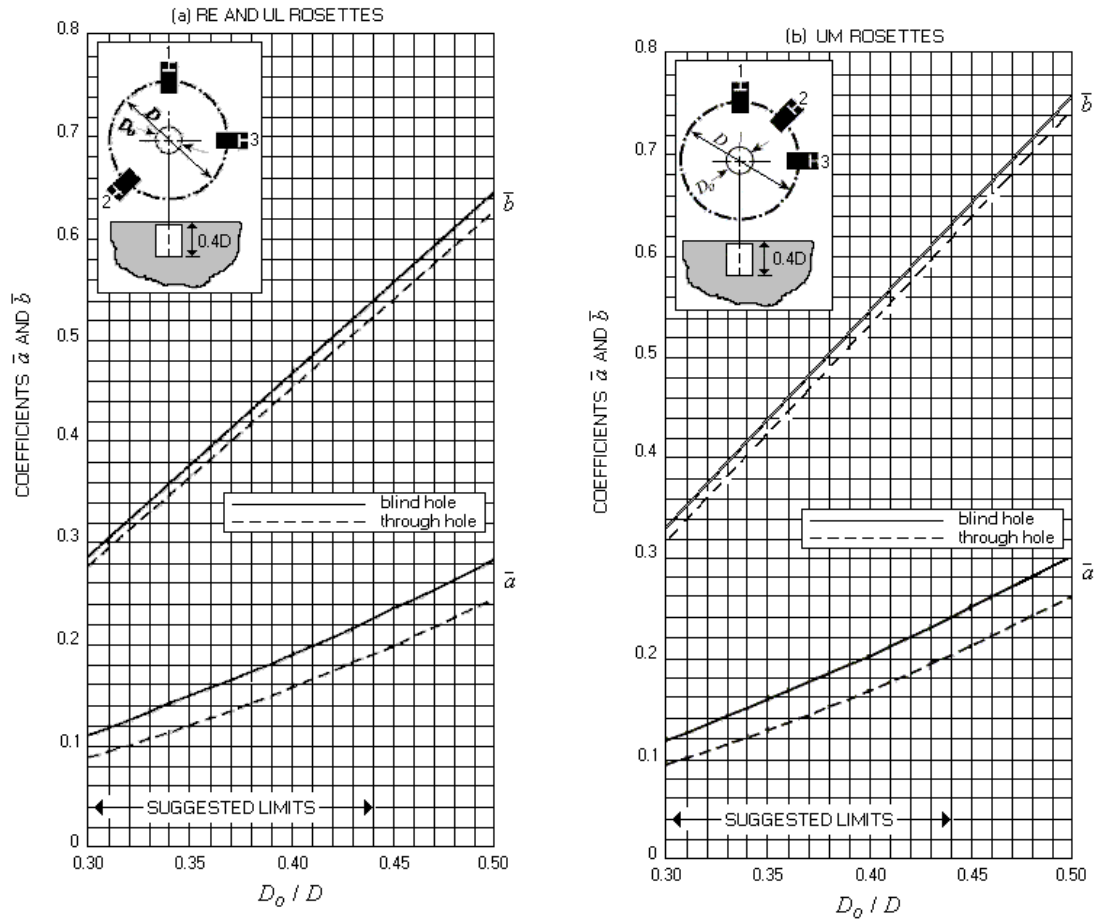 (a) RE AND UL ROSETTES
0.8
0.7
0.6
0.5
0.4
0.3
0.2
0.1
0
COEFFICIENTS a̅ AND b̅
1
D
D₀
3
2
0.4D
b̅
blind hole
through hole
a̅
SUGGESTED LIMITS
0.30 0.35 0.40 0.45 0.50
D₀ / D
(b) UM ROSETTES
0.8
0.7
0.6
0.5
0.4
0.3
0.2
0.1
0
COEFFICIENTS a̅ AND b̅
1
2
D
3
D₀
0.4D
b̅
blind hole
through hole
a̅
SUGGESTED LIMITS
0.30 0.35 0.40 0.45 0.50
D₀ / D